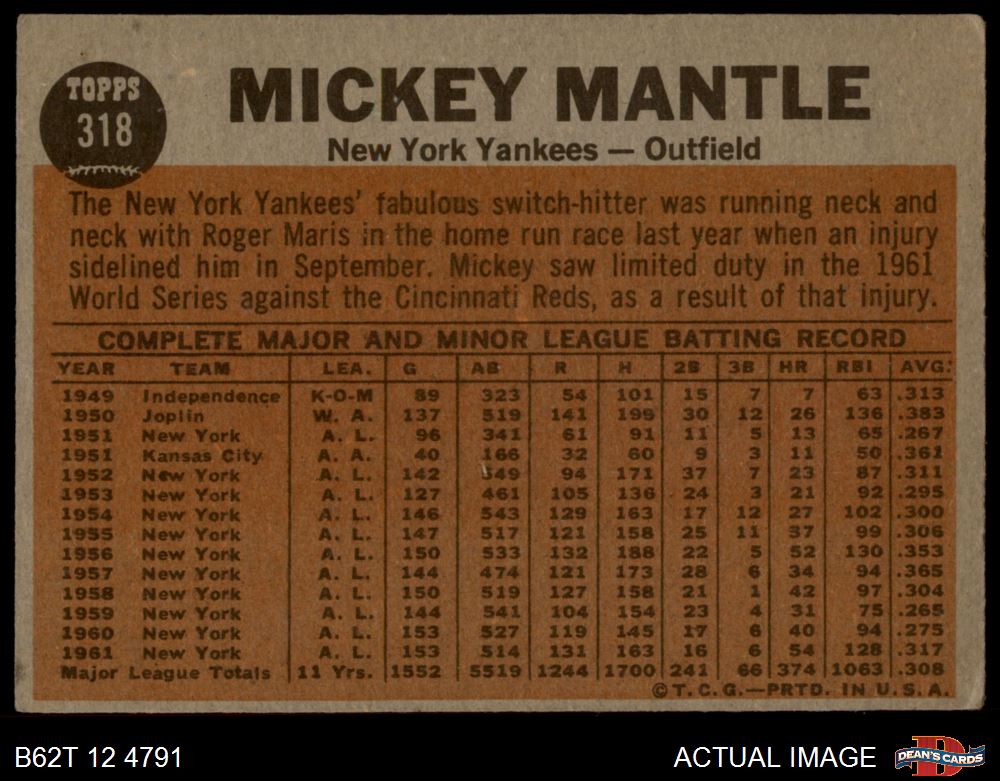 TOPPS
318
MICKEY MANTLE
New York Yankees — Outfield
The New York Yankees' fabulous switch-hitter was running neck and
neck with Roger Maris in the home run race last year when an injury
sidelined him in September. Mickey saw limited duty in the 1961
World Series against the Cincinnati Reds, as a result of that injury.
COMPLETE MAJOR AND MINOR LEAGUE BATTING RECORD
YEAR TEAM LEA. G AB R H 2B 3B HR RBI AVG.
1949 Independence K-O-M 89 323 54 101 15 7 7 63 .313
1950 Joplin W. A. 137 519 141 199 30 12 26 136 .383
1951 New York A. L. 96 341 61 91 11 5 13 65 .267
1951 Kansas City A. A. 40 166 32 60 9 3 11 50 .361
1952 New York A. L. 142 549 94 171 37 7 23 87 .311
1953 New York A. L. 127 461 105 136 24 3 21 92 .295
1954 New York A. L. 146 543 129 163 17 12 27 102 .300
1955 New York A. L. 147 517 121 158 25 11 37 99 .306
1956 New York A. L. 150 533 132 188 22 5 52 130 .353
1957 New York A. L. 144 474 121 173 28 6 34 94 .365
1958 New York A. L. 150 519 127 158 21 1 42 97 .304
1959 New York A. L. 144 541 104 154 23 4 31 75 .265
1960 New York A. L. 153 527 119 145 17 6 40 94 .275
1961 New York A. L. 153 514 131 163 16 6 54 128 .317
Major League Totals 11 Yrs. 1552 5519 1244 1700 241 66 374 1063 .308
©T.C.G.—PRTD. IN U.S.A.
B62T 12 4791 ACTUAL IMAGE
D
DEAN'S CARDS